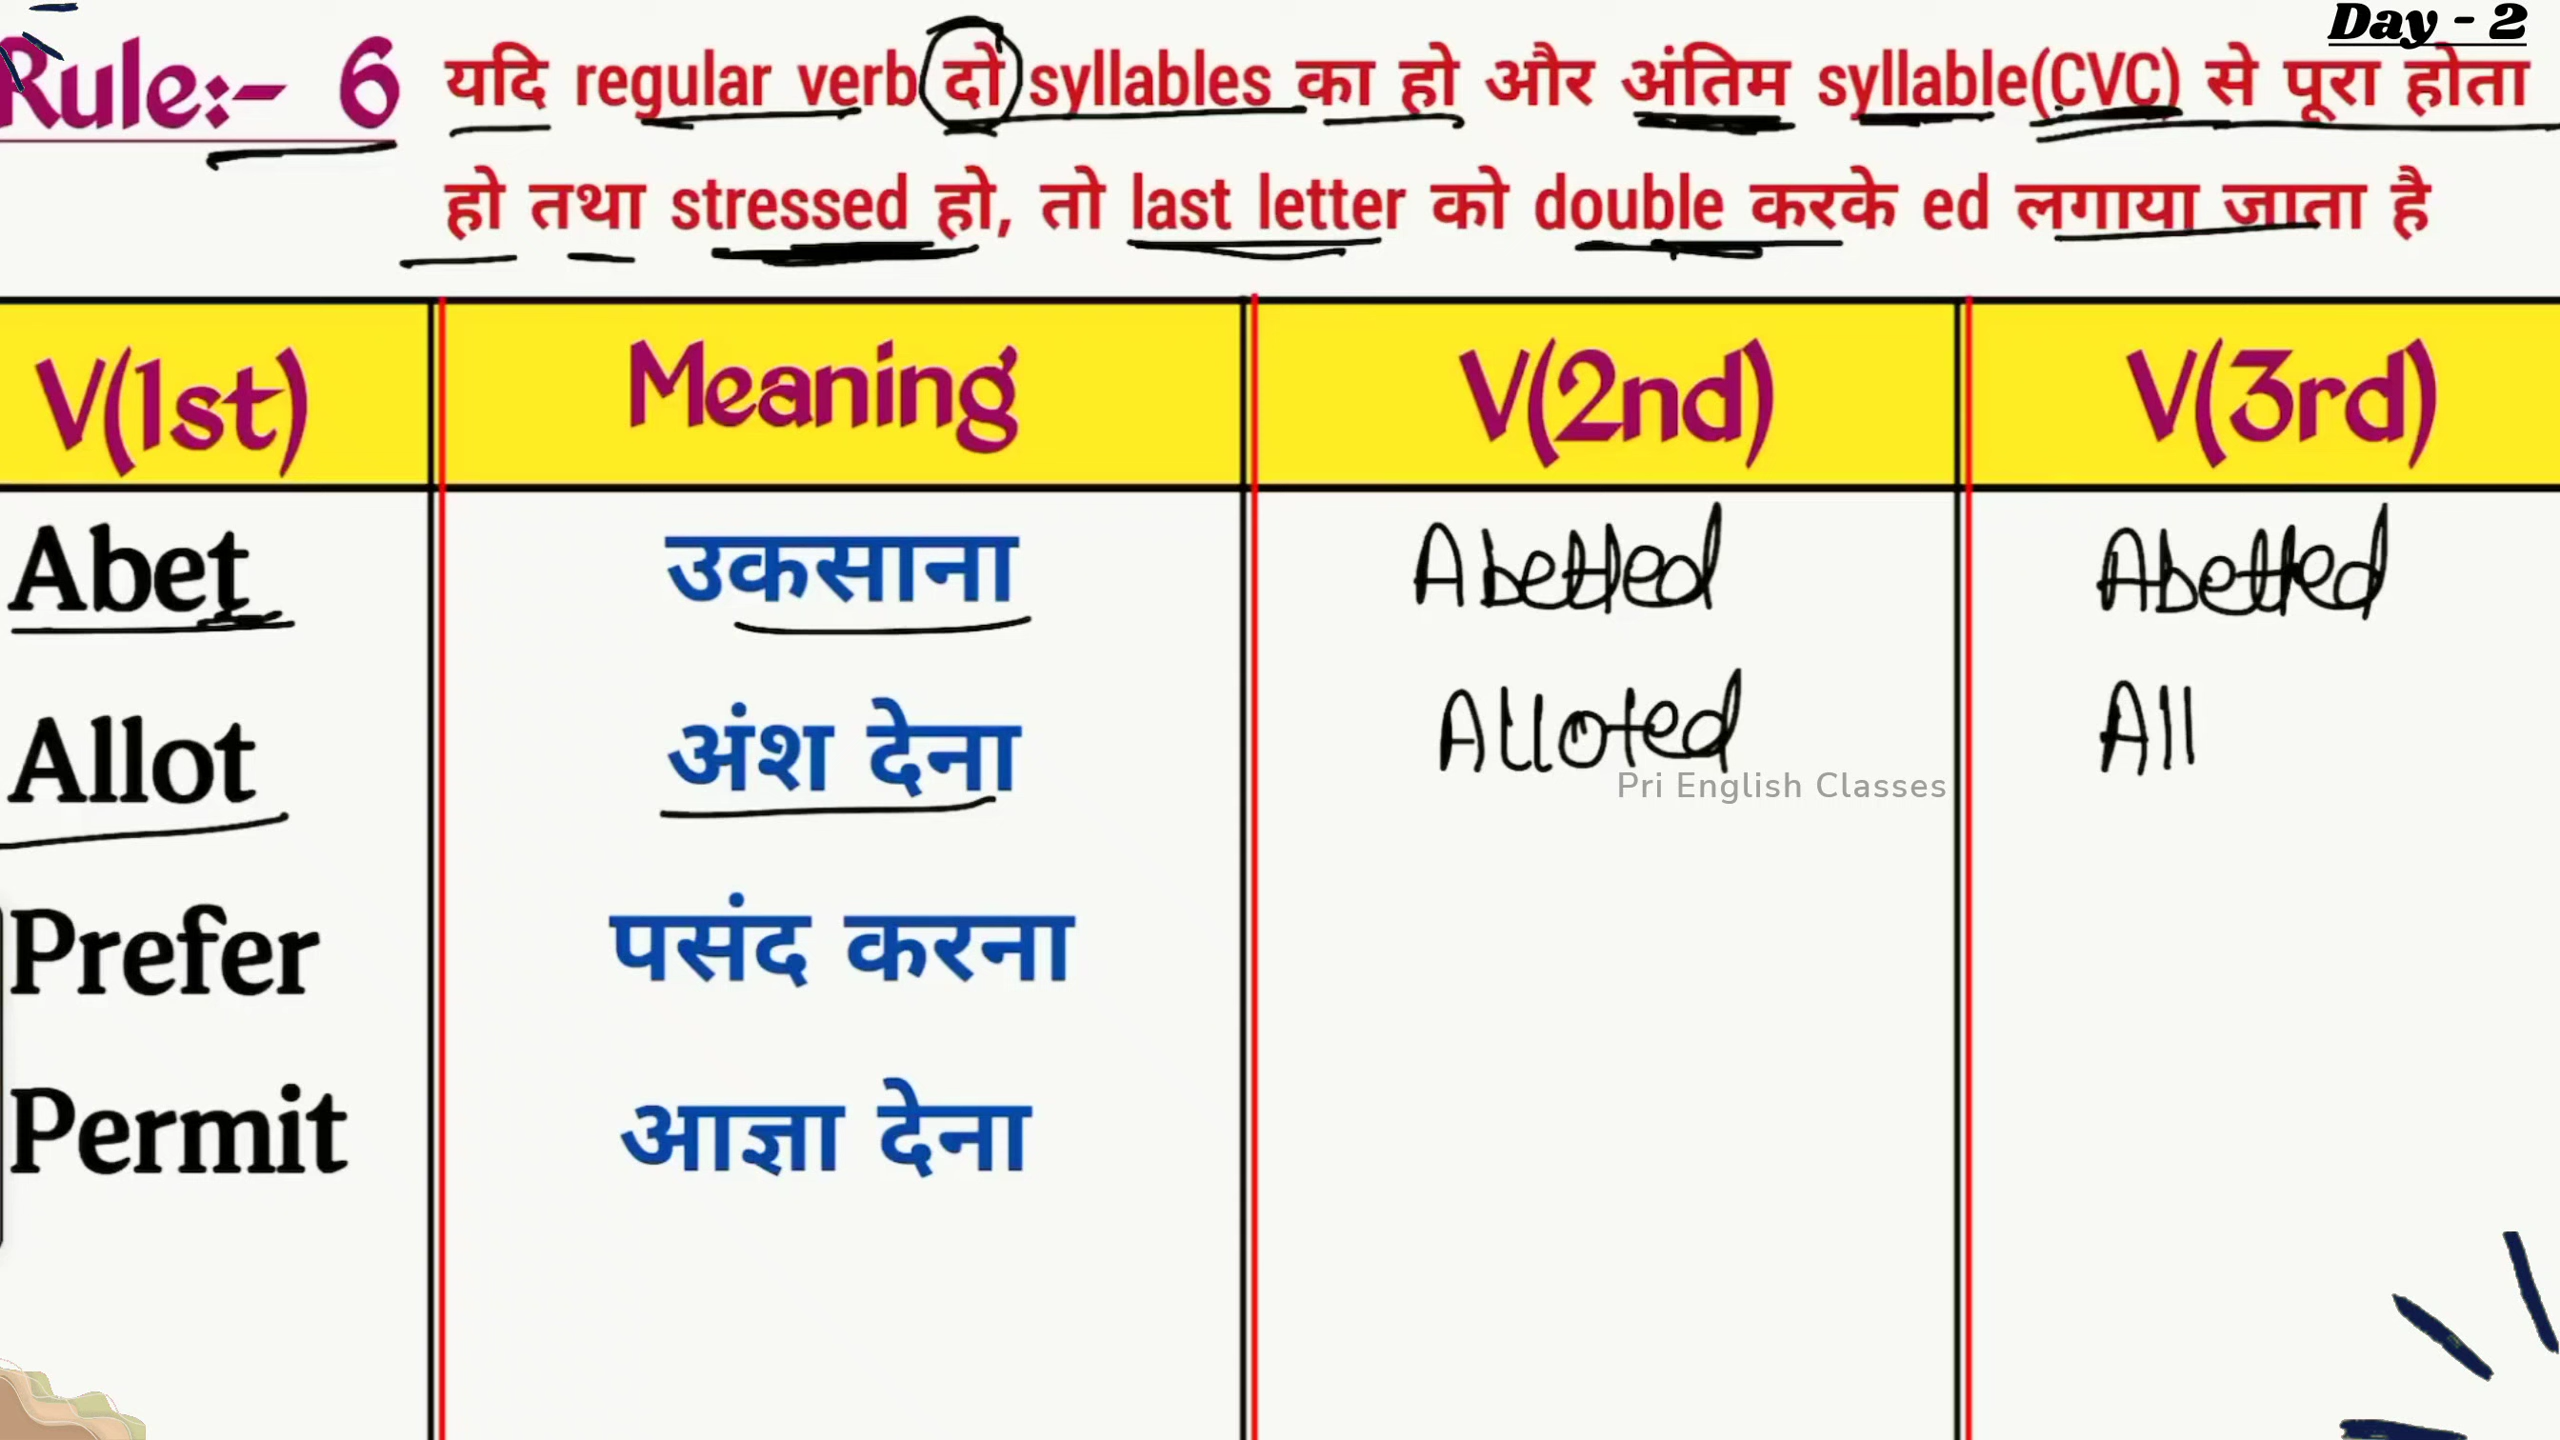 Day - 2
Rule:- 6 यदि regular verb दो syllables का हो और अंतिम syllable(CVC) से पूरा होता
हो तथा stressed हो, तो last letter को double करके ed लगाया जाता है
V(1st) Meaning V(2nd) V(3rd)
Abet उकसाना Abetted Abetted
Allot अंश देना Alloted All
Pri English Classes
Prefer पसंद करना
Permit आज्ञा देना